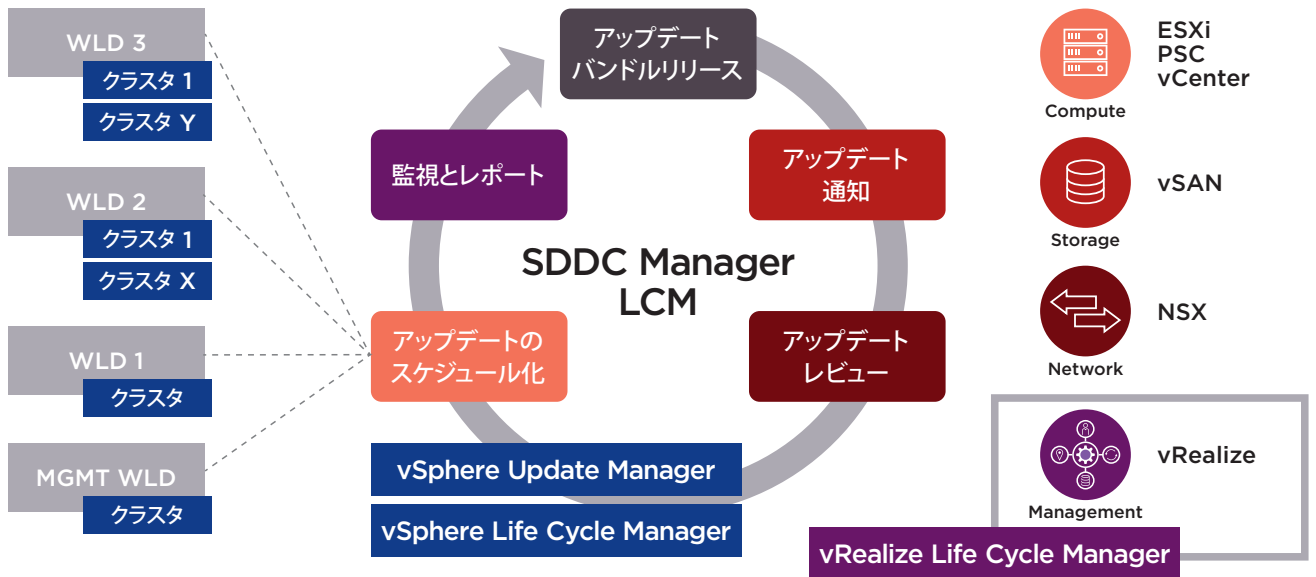 WLD 3
クラスタ 1
クラスタ Y
WLD 2
クラスタ 1
クラスタ X
WLD 1
クラスタ
MGMT WLD
クラスタ
アップデート
バンドルリリース
アップデート
通知
アップデート
レビュー
アップデートの
スケジュール化
監視とレポート
SDDC Manager
LCM
vSphere Update Manager
vSphere Life Cycle Manager
Compute
ESXi
PSC
vCenter
Storage
vSAN
Network
NSX
Management
vRealize
vRealize Life Cycle Manager